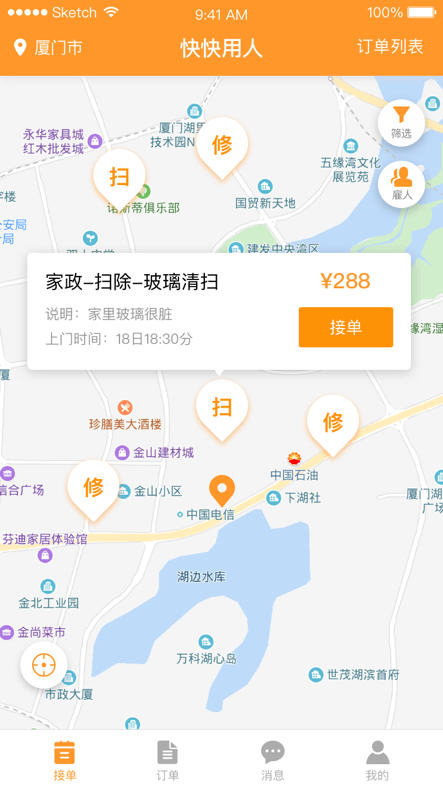 Sketch
9:41 AM
100%
厦门市
快快用人
订单列表
永华家具城
红木批发城
厦门湖里
技术园
修
筛选
五缘湾文化
展览苑
扫
诺斯蒂俱乐部
国贸新天地
雇人
公安局
建发中央湾区
家政-扫除-玻璃清扫
¥288
说明：家里玻璃很脏
上门时间：18日18:30分
接单
扫
修
珍膳美大酒楼
金山建材城
中国石油
信合广场
修
金山小区
下湖社
厦门湖
中国电信
芬迪家居体验馆
湖边水库
金北工业园
金尚菜市
万科湖心岛
世茂湖滨首府
市政大厦
接单
订单
消息
我的